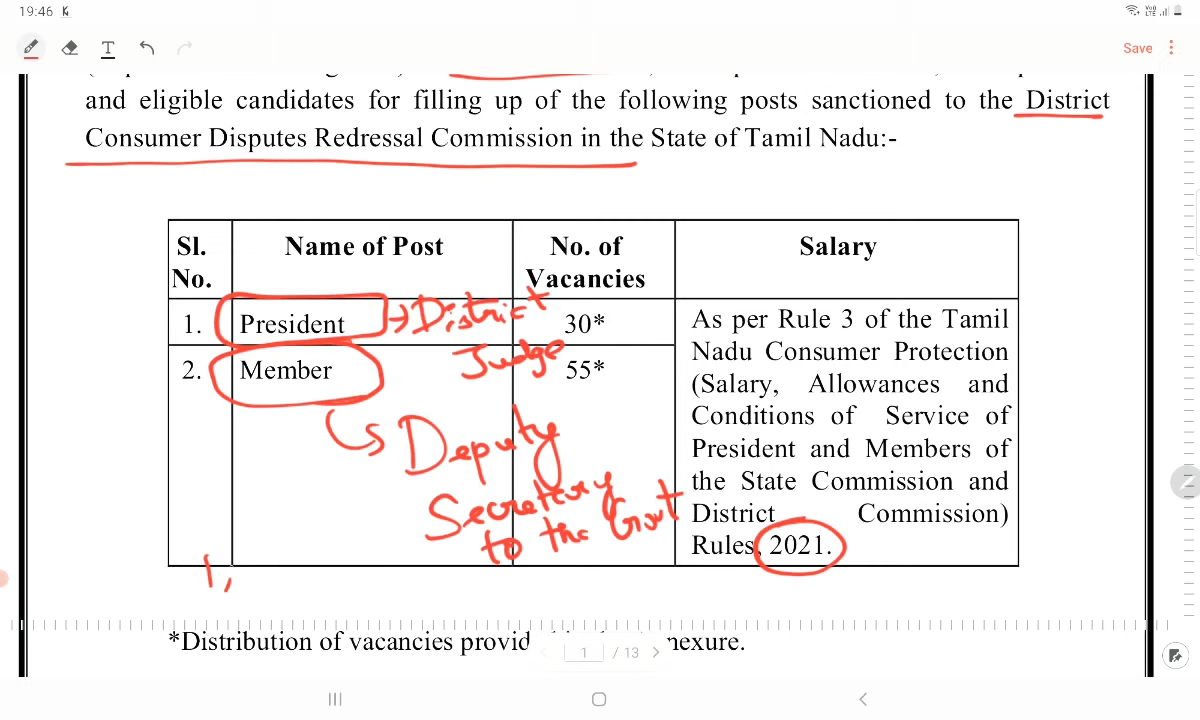 19:46
Save
and eligible candidates for filling up of the following posts sanctioned to the District
Consumer Disputes Redressal Commission in the State of Tamil Nadu:-
Sl. No.
Name of Post
No. of Vacancies
Salary
1.
President
→ District Judge
30*
2.
Member
55*
↳ Deputy
Secretary
to the Govt
As per Rule 3 of the Tamil
Nadu Consumer Protection
(Salary, Allowances and
Conditions of Service of
President and Members of
the State Commission and
District Commission)
Rules, 2021.
1,
*Distribution of vacancies provid
nexure.
1 / 13